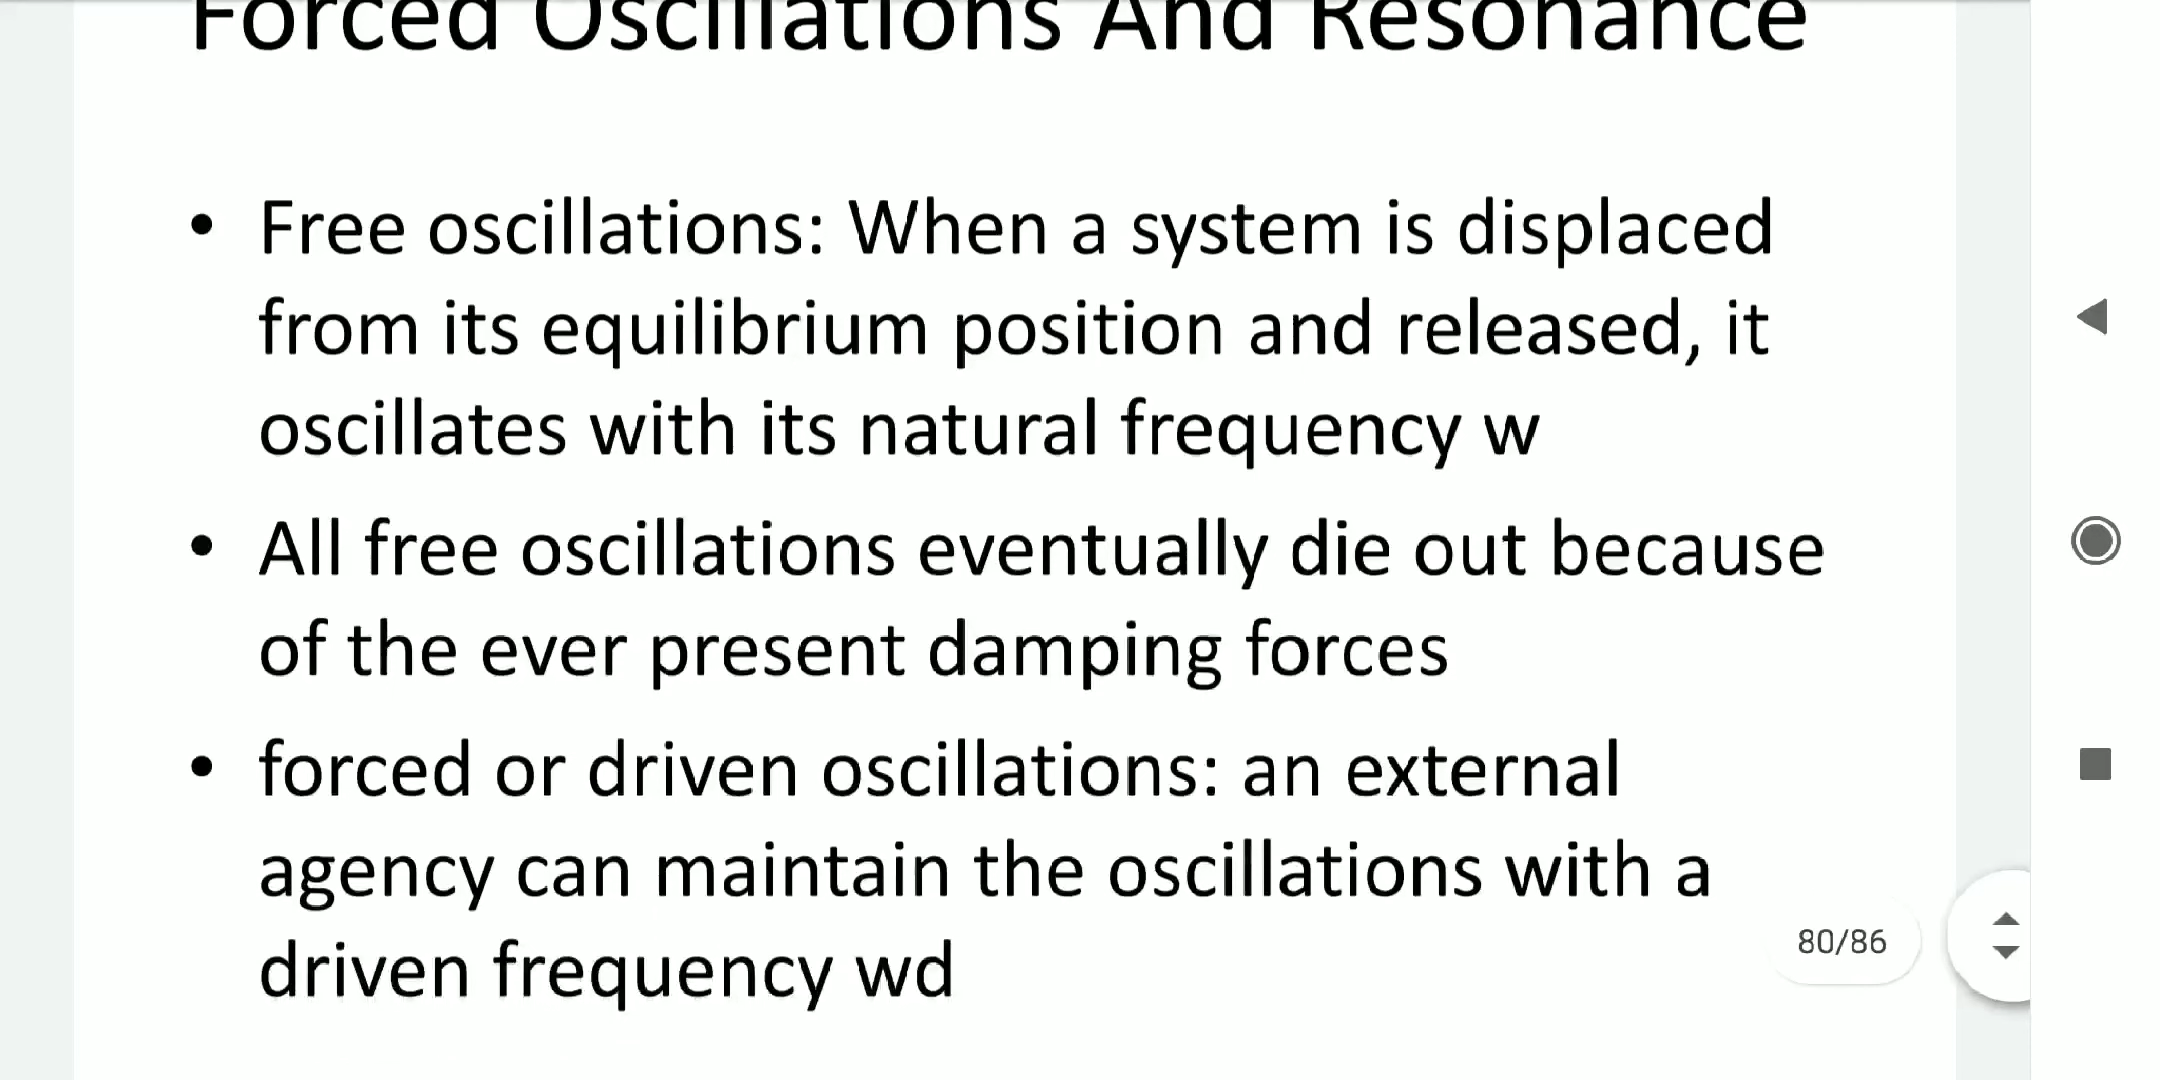 Forced Oscillations And Resonance
• Free oscillations: When a system is displaced
from its equilibrium position and released, it
oscillates with its natural frequency w
• All free oscillations eventually die out because
of the ever present damping forces
• forced or driven oscillations: an external
agency can maintain the oscillations with a
driven frequency wd
80/86